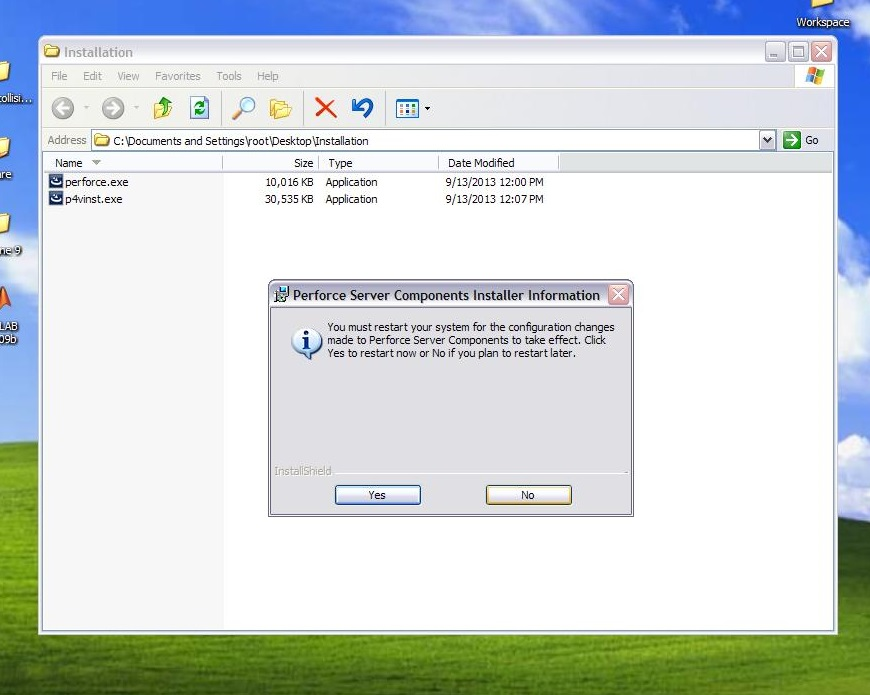 Workspace
Installation
File Edit View Favorites Tools Help
Address C:\Documents and Settings\root\Desktop\Installation Go
Name Size Type Date Modified
perforce.exe 10,016 KB Application 9/13/2013 12:00 PM
p4vinst.exe 30,535 KB Application 9/13/2013 12:07 PM
ollisi...
re
ne 9
LAB
09b
Perforce Server Components Installer Information
You must restart your system for the configuration changes
made to Perforce Server Components to take effect. Click
Yes to restart now or No if you plan to restart later.
InstallShield
Yes No